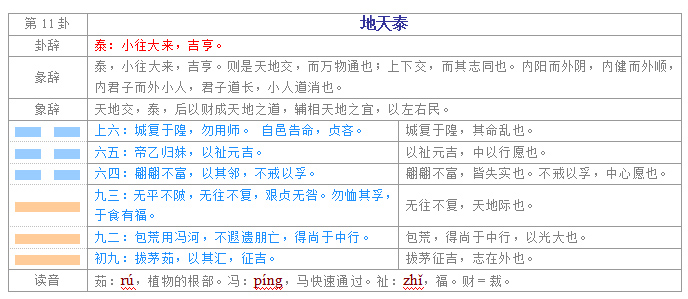 第 11 卦 地天泰
卦辞 泰：小往大来，吉亨。
彖辞 泰，小往大来，吉亨。则是天地交，而万物通也；上下交，而其志同也。内阳而外阴，内健而外顺，
内君子而外小人，君子道长，小人道消也。
象辞 天地交，泰，后以财成天地之道，辅相天地之宜，以左右民。
上六：城复于隍，勿用师。 自邑告命，贞吝。 城复于隍，其命乱也。
六五：帝乙归妹，以祉元吉。 以祉元吉，中以行愿也。
六四：翩翩不富，以其邻，不戒以孚。 翩翩不富，皆失实也。不戒以孚，中心愿也。
九三：无平不陂，无往不复，艰贞无咎。勿恤其孚，
于食有福。 无往不复，天地际也。
九二：包荒用冯河，不遐遗朋亡，得尚于中行。 包荒，得尚于中行，以光大也。
初九：拔茅茹，以其汇，征吉。 拔茅征吉，志在外也。
读音 茹：rú，植物的根部。冯：píng，马快速通过。祉：zhǐ，福。财＝裁。